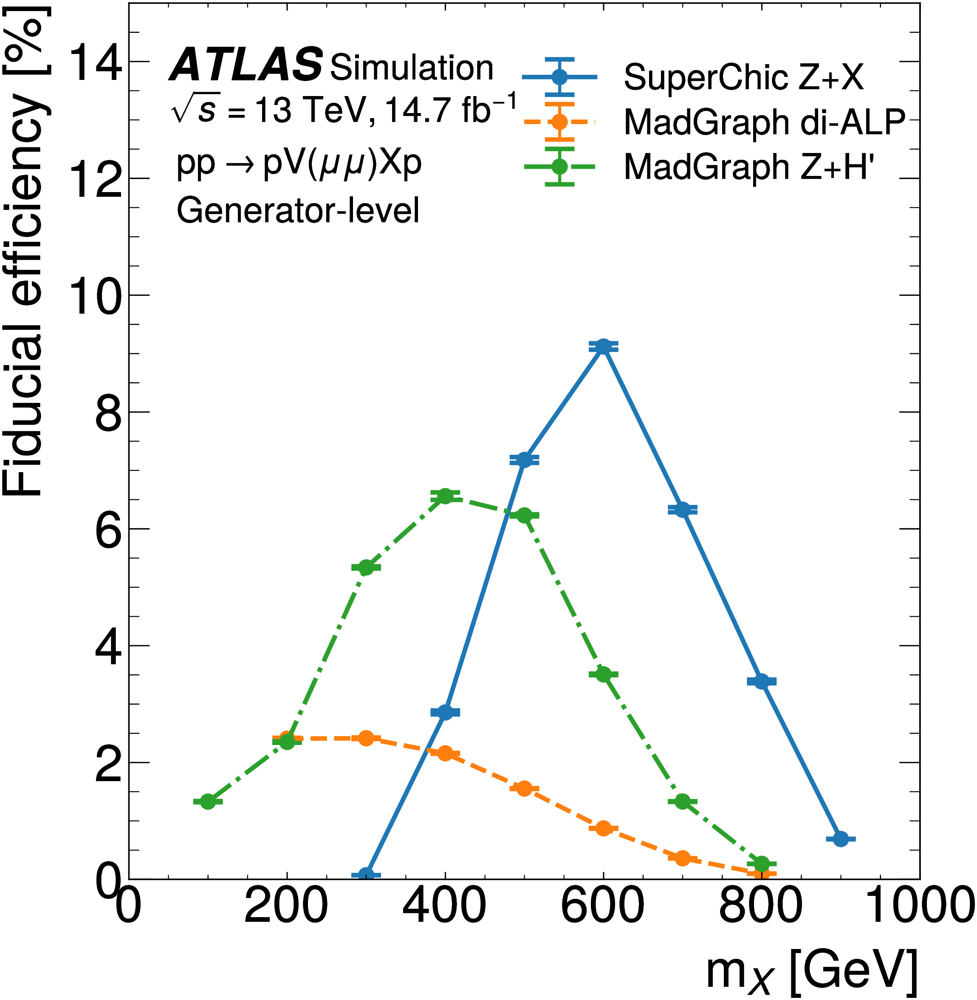 Fiducial efficiency [%]
14
12
10
8
6
4
2
0
ATLAS Simulation
√s = 13 TeV, 14.7 fb⁻¹
pp → pV(μμ)Xp
Generator-level
SuperChic Z+X
MadGraph di-ALP
MadGraph Z+H'
0 200 400 600 800 1000
m_X [GeV]